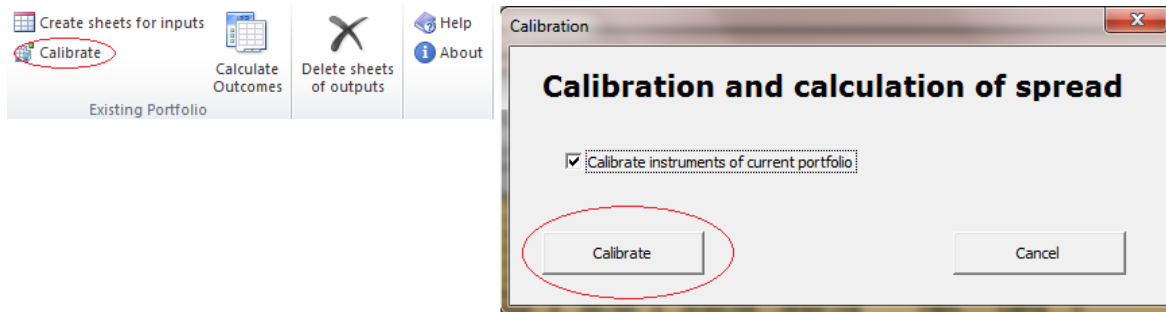 Create sheets for inputs
Calibrate
Calculate
Outcomes
Delete sheets
of outputs
Help
About
Existing Portfolio
Calibration
X
Calibration and calculation of spread
Calibrate instruments of current portfolio
Calibrate
Cancel